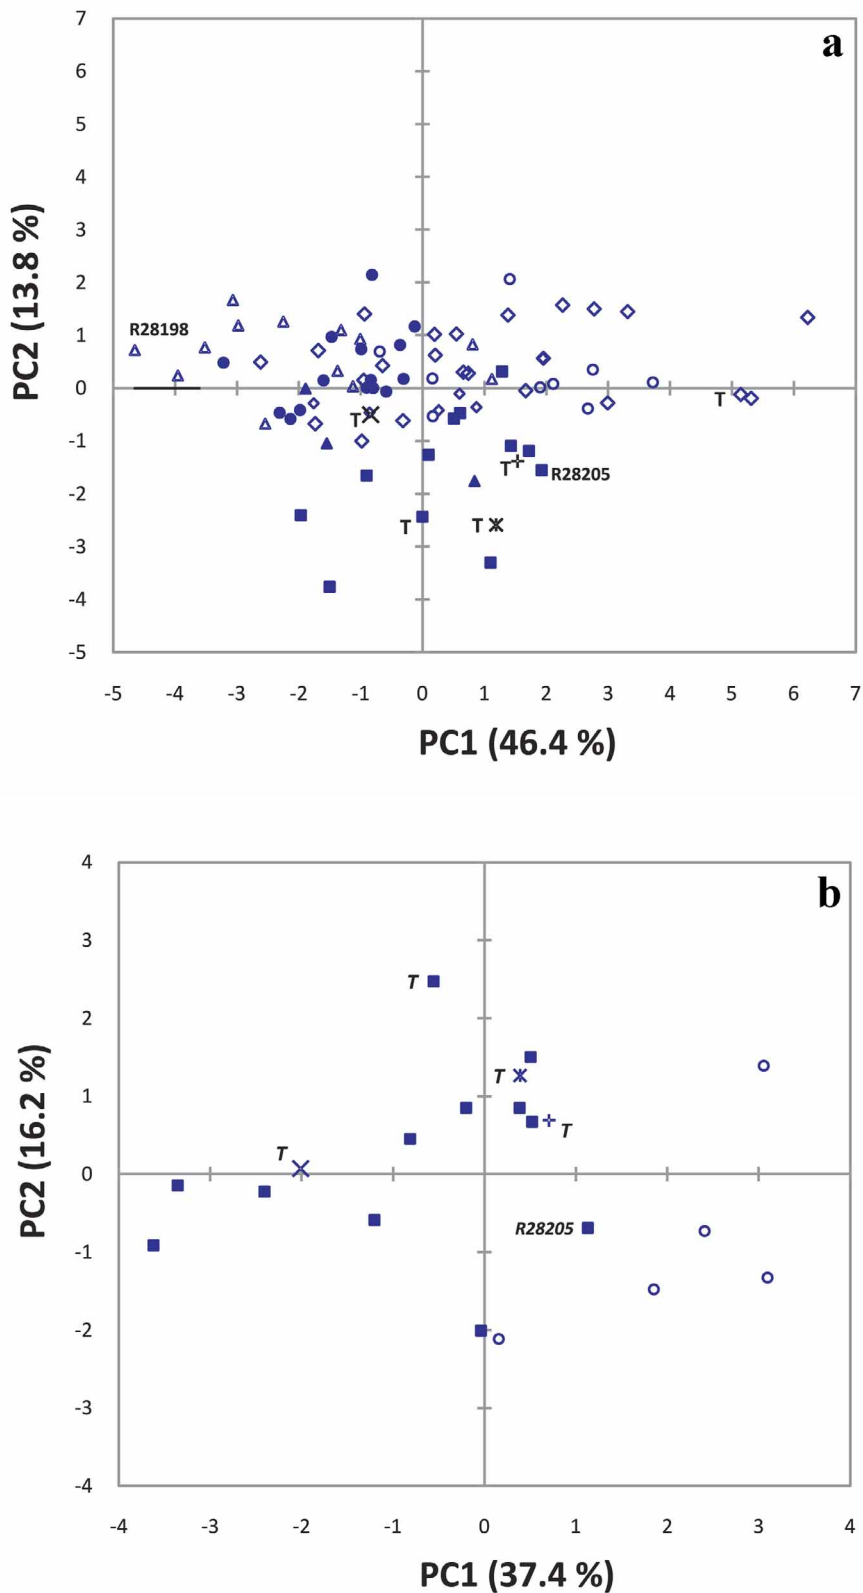 a
7
6
5
4
3
2
1
0
-1
-2
-3
-4
-5
PC2 (13.8 %)
R28198
T
T
T
R28205
T
T
-5 -4 -3 -2 -1 0 1 2 3 4 5 6 7
PC1 (46.4 %)
b
4
3
2
1
0
-1
-2
-3
-4
PC2 (16.2 %)
T
T
T
T
R28205
-4 -3 -2 -1 0 1 2 3 4
PC1 (37.4 %)